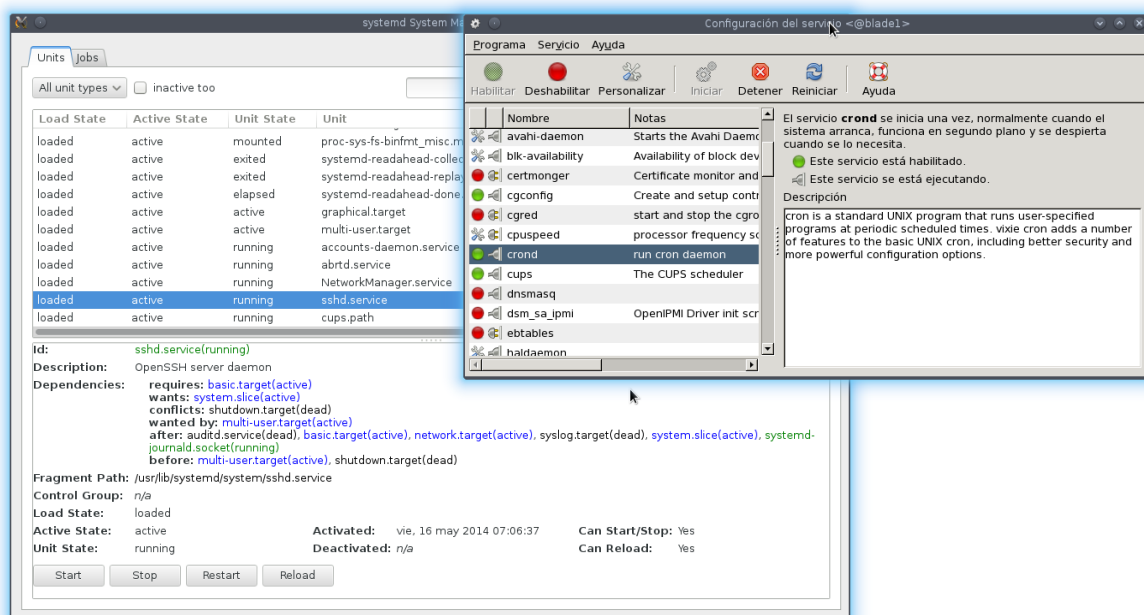 systemd System Ma
Units
Jobs
All unit types
inactive too
Load State Active State Unit State Unit
loaded active mounted proc-sys-fs-binfmt_misc.m
loaded active exited systemd-readahead-collec
loaded active exited systemd-readahead-replay
loaded active elapsed systemd-readahead-done.
loaded active active graphical.target
loaded active active multi-user.target
loaded active running accounts-daemon.service
loaded active running abrtd.service
loaded active running NetworkManager.service
loaded active running sshd.service
loaded active running cups.path
Id: sshd.service(running)
Description: OpenSSH server daemon
Dependencies: requires: basic.target(active)
wants: system.slice(active)
conflicts: shutdown.target(dead)
wanted by: multi-user.target(active)
after: auditd.service(dead), basic.target(active), network.target(active), syslog.target(dead), system.slice(active), systemd-
journald.socket(running)
before: multi-user.target(active), shutdown.target(dead)
Fragment Path: /usr/lib/systemd/system/sshd.service
Control Group: n/a
Load State: loaded
Active State: active Activated: vie, 16 may 2014 07:06:37 Can Start/Stop: Yes
Unit State: running Deactivated: n/a Can Reload: Yes
Start Stop Restart Reload
Configuración del servicio <@blade1>
Programa Servicio Ayuda
Habilitar Deshabilitar Personalizar Iniciar Detener Reiniciar Ayuda
Nombre Notas
avahi-daemon Starts the Avahi Daemo
blk-availability Availability of block dev
certmonger Certificate monitor and
cgconfig Create and setup contr
cgred start and stop the cgro
cpuspeed processor frequency sc
crond run cron daemon
cups The CUPS scheduler
dnsmasq
dsm_sa_ipmi OpenIPMI Driver init scr
ebtables
haldaemon
El servicio crond se inicia una vez, normalmente cuando el
sistema arranca, funciona en segundo plano y se despierta
cuando se lo necesita.
Este servicio está habilitado.
Este servicio se está ejecutando.
Descripción
cron is a standard UNIX program that runs user-specified
programs at periodic scheduled times. vixie cron adds a number
of features to the basic UNIX cron, including better security and
more powerful configuration options.